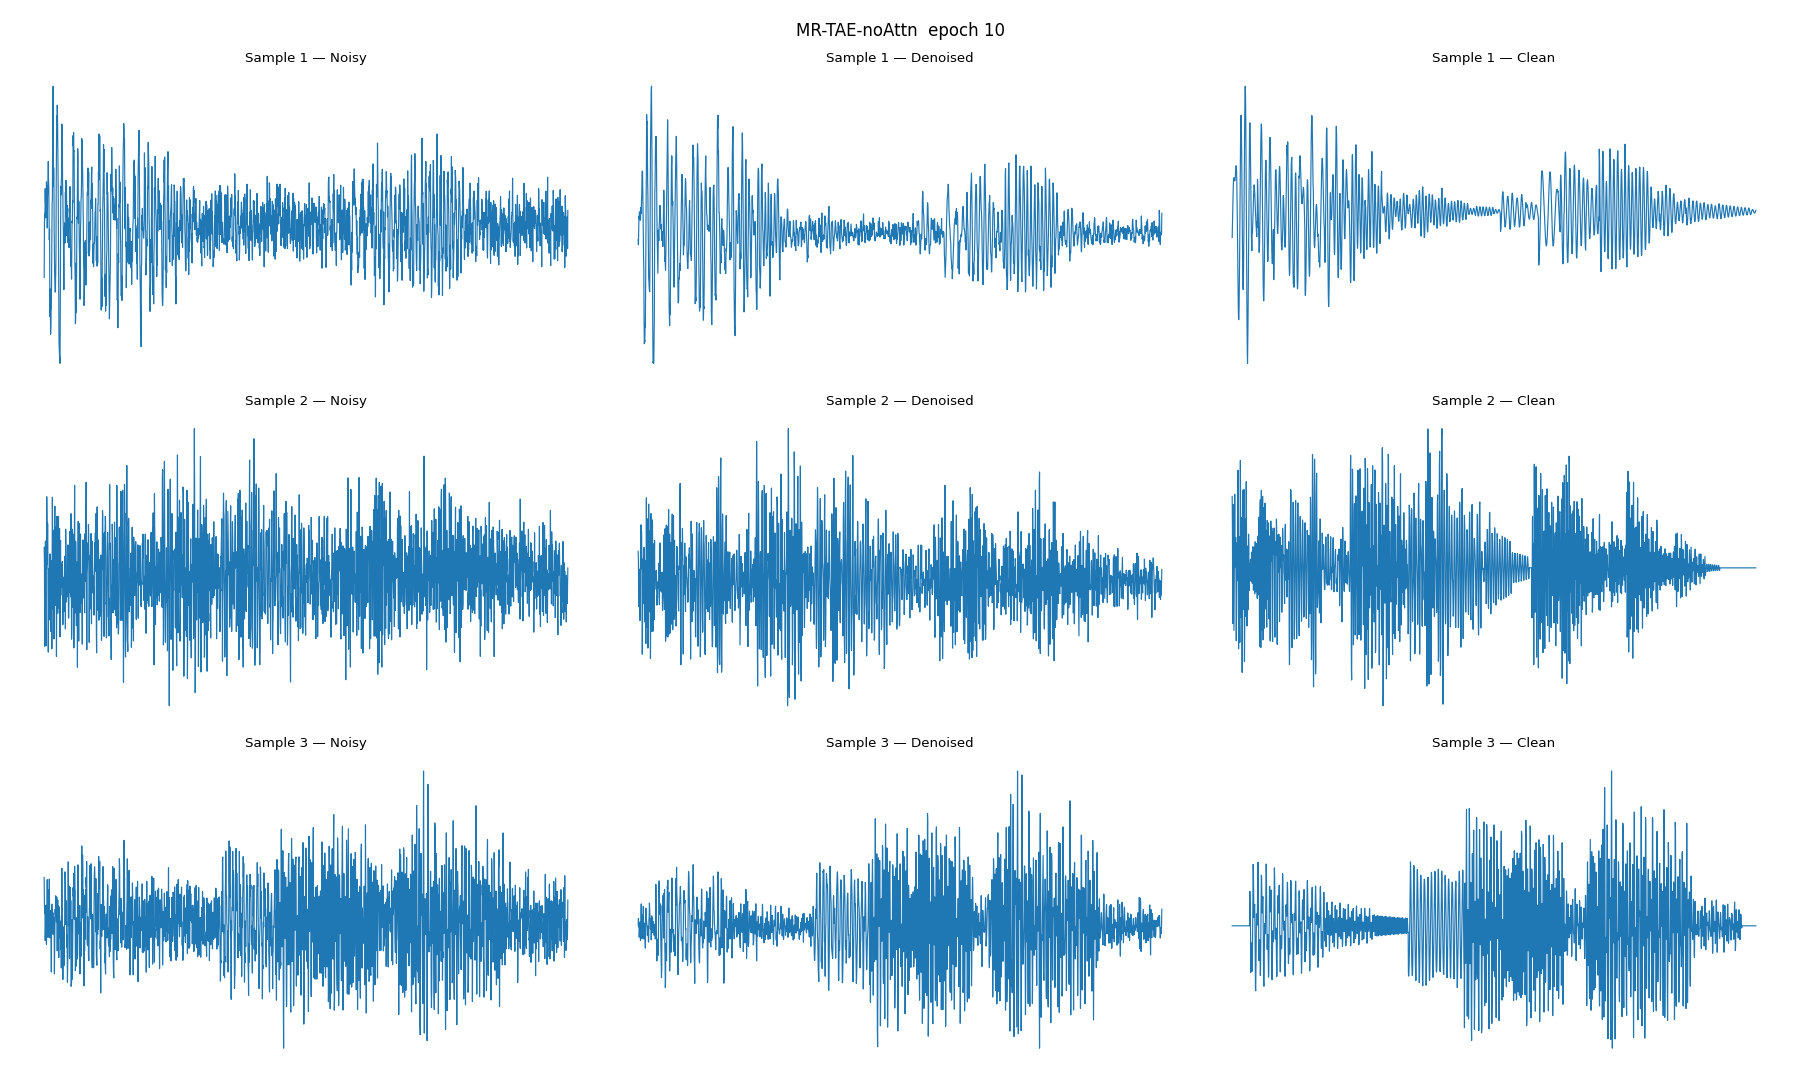 MR-TAE-noAttn  epoch 10
Sample 1 — Noisy
Sample 1 — Denoised
Sample 1 — Clean
Sample 2 — Noisy
Sample 2 — Denoised
Sample 2 — Clean
Sample 3 — Noisy
Sample 3 — Denoised
Sample 3 — Clean